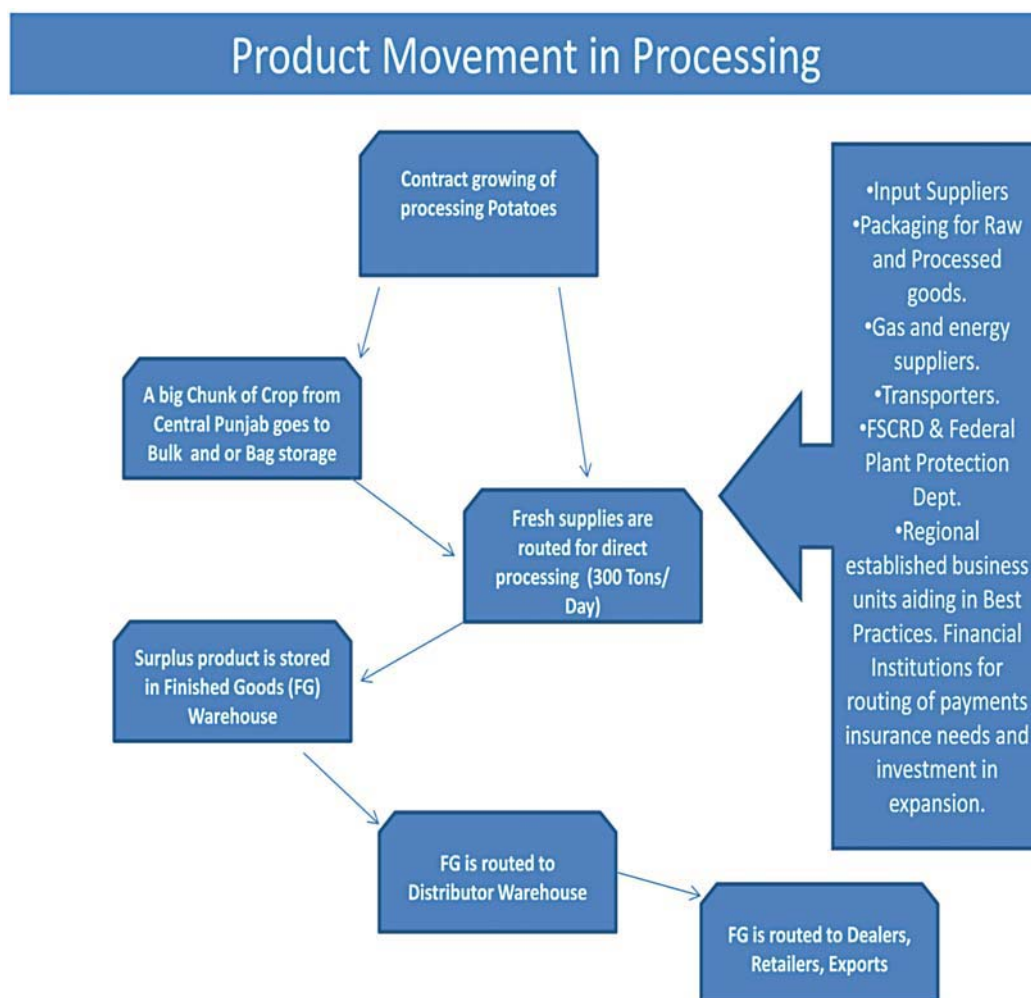 Product Movement in Processing
Contract growing of
processing Potatoes
A big Chunk of Crop from
Central Punjab goes to
Bulk and or Bag storage
Fresh supplies are
routed for direct
processing (300 Tons/
Day)
Surplus product is stored
in Finished Goods (FG)
Warehouse
FG is routed to
Distributor Warehouse
FG is routed to Dealers,
Retailers, Exports
•Input Suppliers
•Packaging for Raw
and Processed
goods.
•Gas and energy
suppliers.
•Transporters.
•FSCRD & Federal
Plant Protection
Dept.
•Regional
established business
units aiding in Best
Practices. Financial
Institutions for
routing of payments
insurance needs and
investment in
expansion.